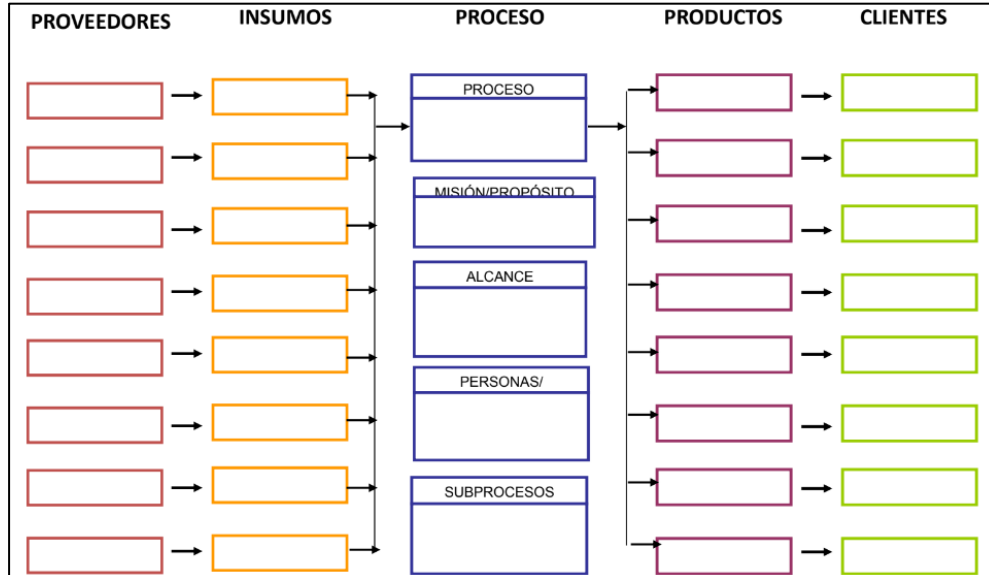 PROVEEDORES
INSUMOS
PROCESO
PRODUCTOS
CLIENTES
PROCESO
MISIÓN/PROPÓSITO
ALCANCE
PERSONAS/
SUBPROCESOS